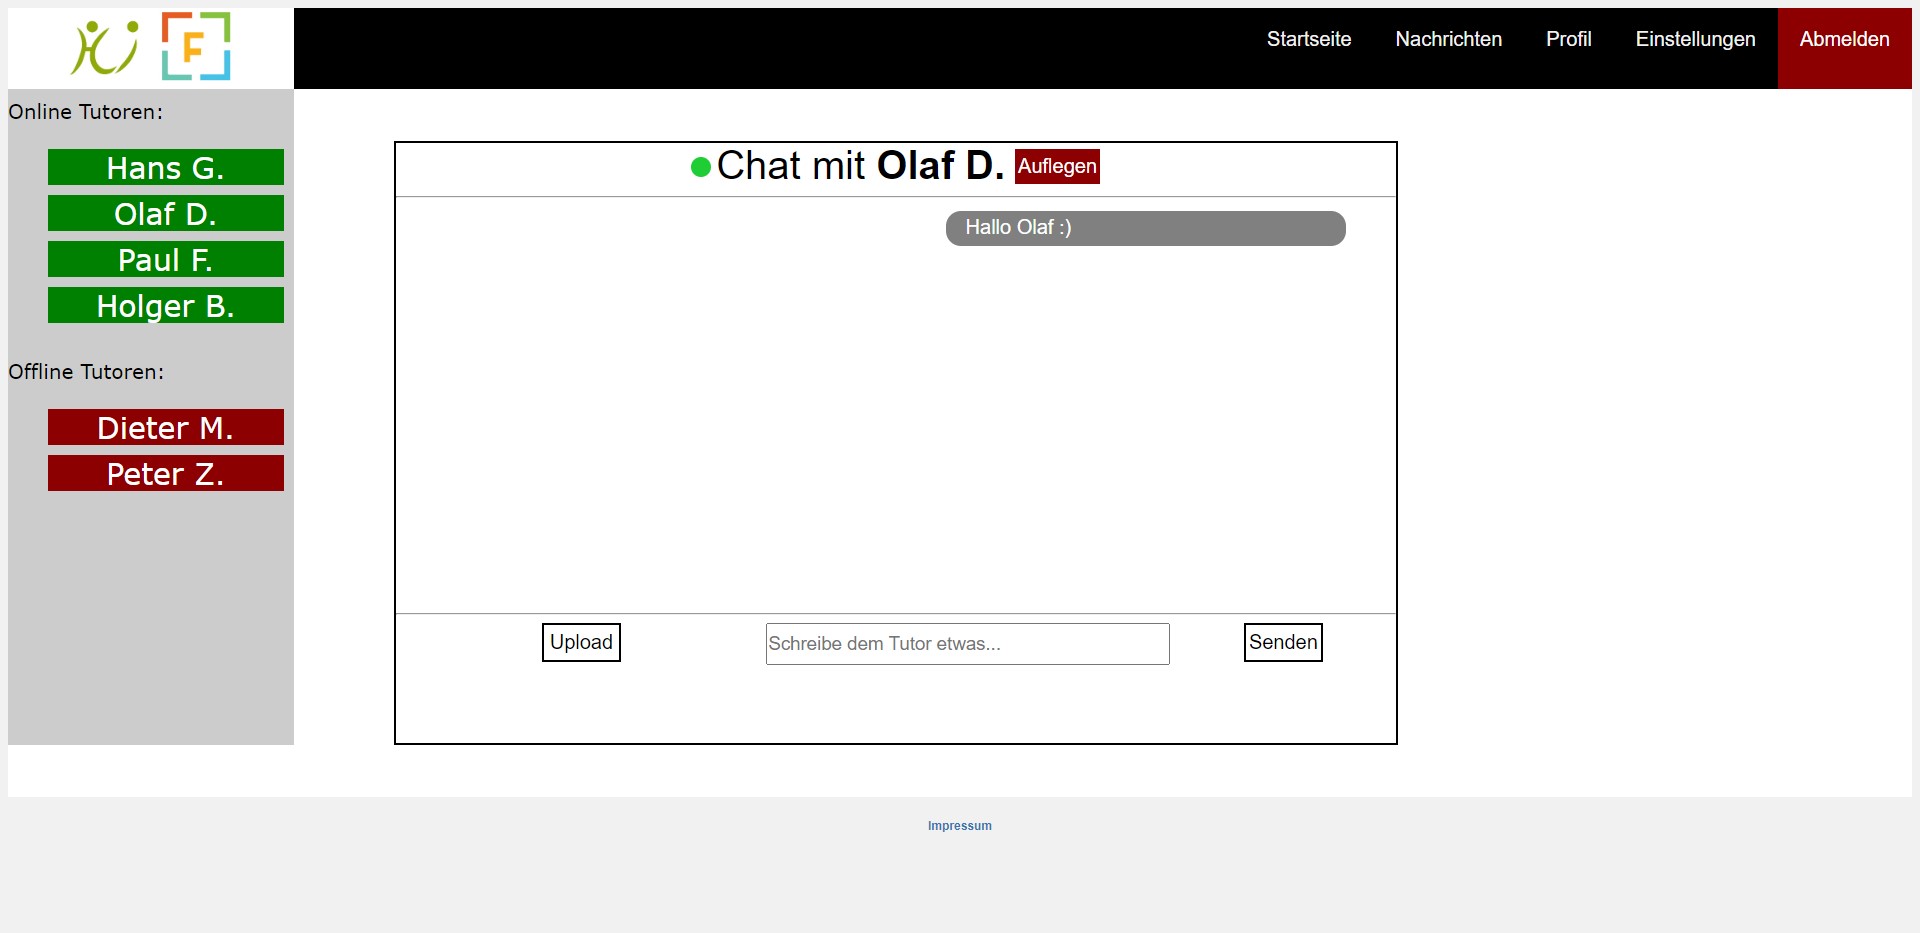 F
Startseite Nachrichten Profil Einstellungen Abmelden
Online Tutoren:
Hans G.
Olaf D.
Paul F.
Holger B.
Offline Tutoren:
Dieter M.
Peter Z.
Chat mit Olaf D. Auflegen
Hallo Olaf :)
Upload Schreibe dem Tutor etwas... Senden
Impressum